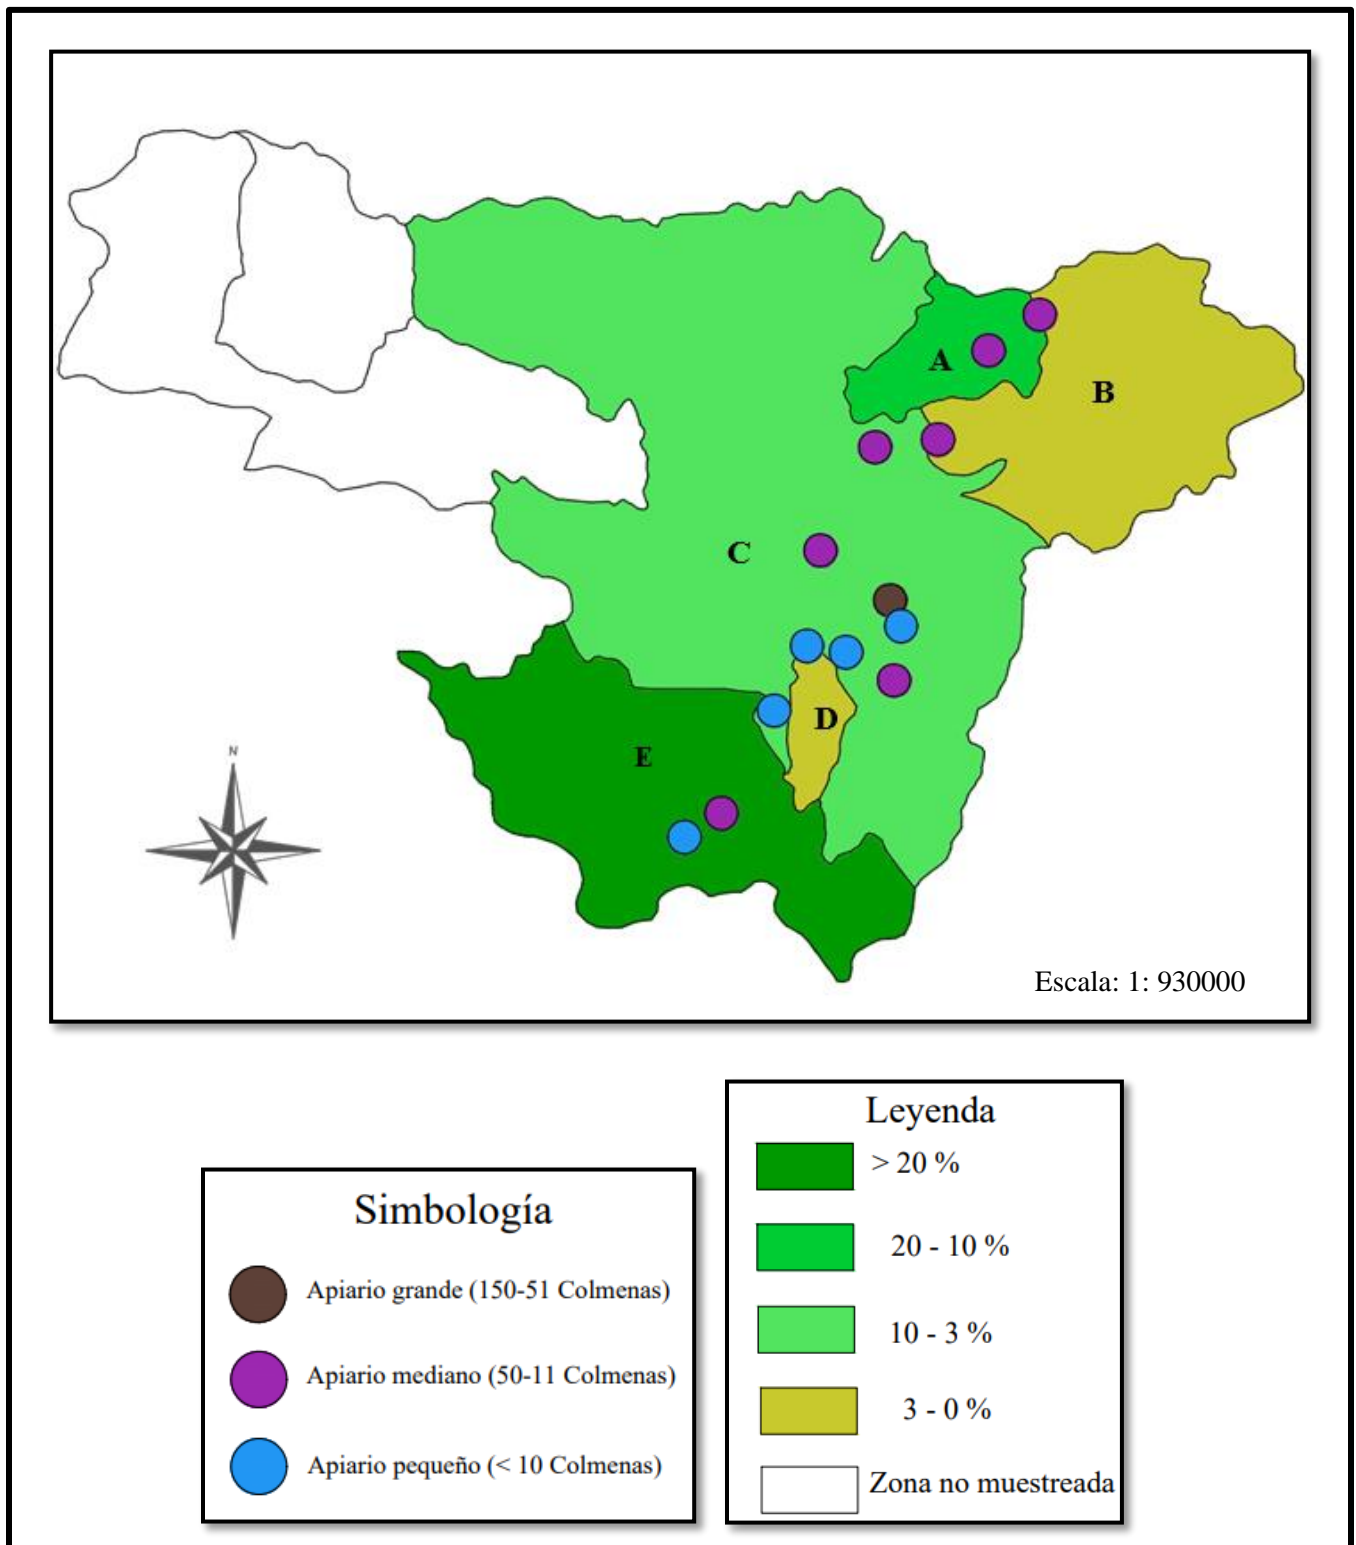 N
A
B
C
D
E
Escala: 1: 930000
Simbología
Apiario grande (150-51 Colmenas)
Apiario mediano (50-11 Colmenas)
Apiario pequeño (< 10 Colmenas)
Leyenda
> 20 %
20 - 10 %
10 - 3 %
3 - 0 %
Zona no muestreada